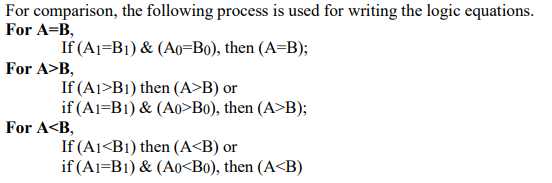 For comparison, the following process is used for writing the logic equations.
For A=B,
If (A1=B1) & (A0=B0), then (A=B);
For A>B,
If (A1>B1) then (A>B) or
if (A1=B1) & (A0>B0), then (A>B);
For A<B,
If (A1<B1) then (A<B) or
if (A1=B1) & (A0<B0), then (A<B)